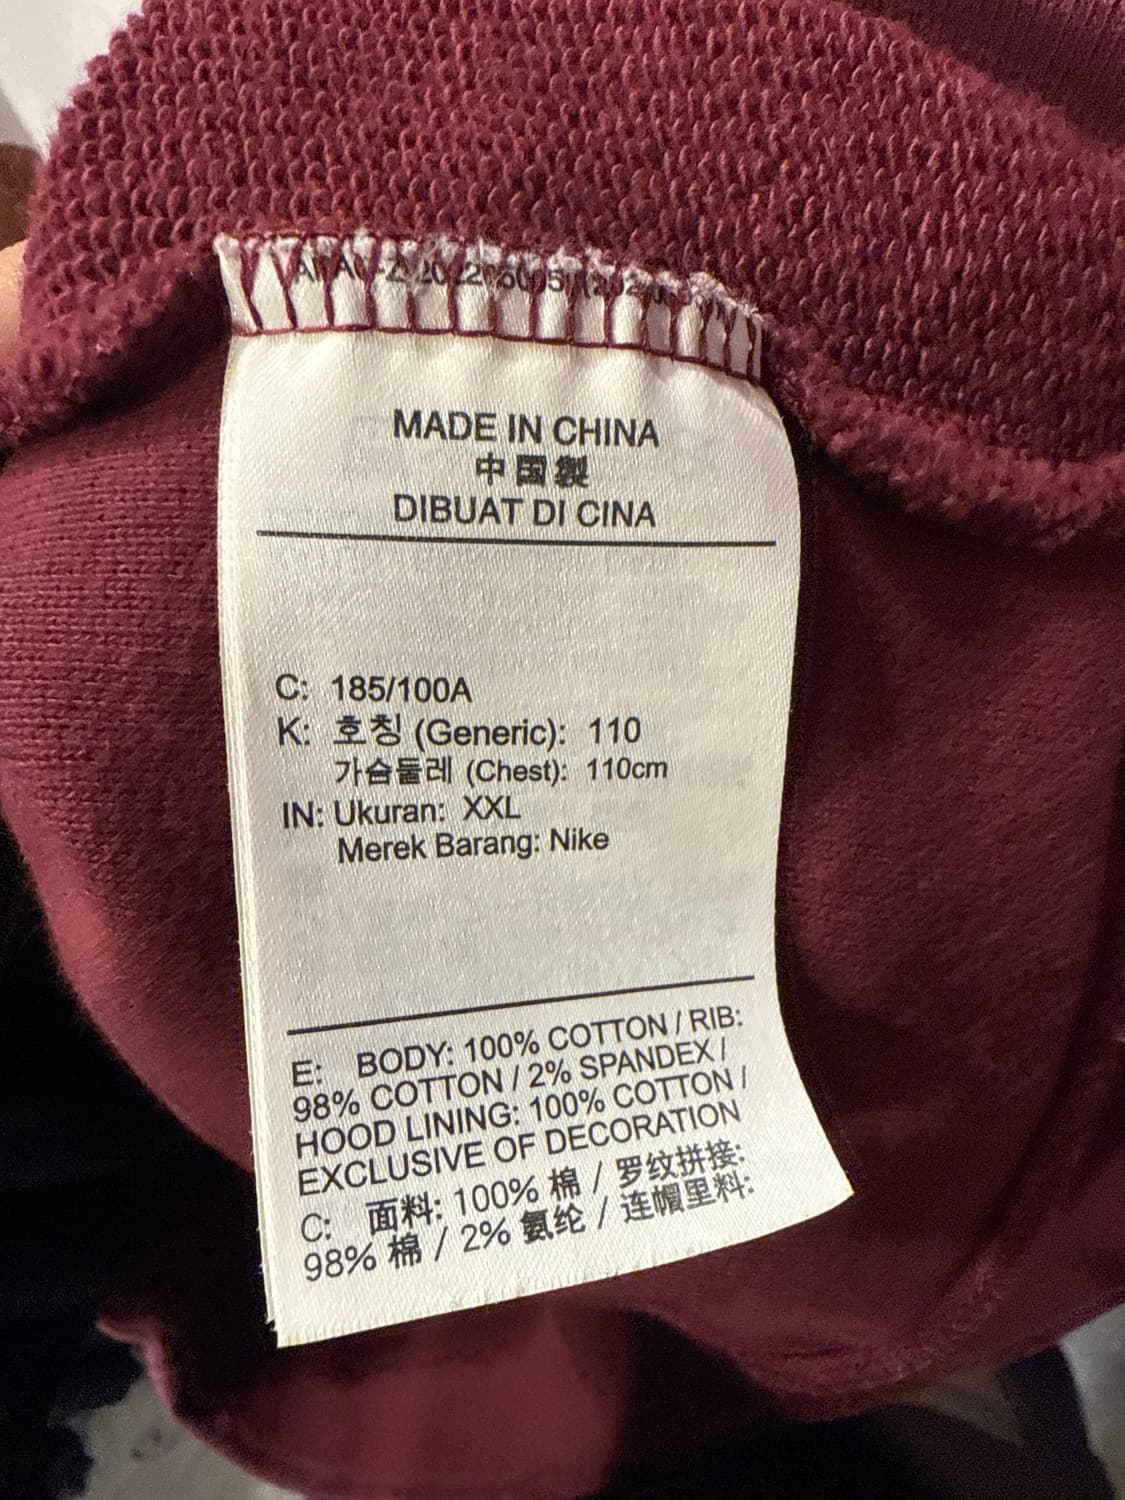 MADE IN CHINA
中国製
DIBUAT DI CINA
C: 185/100A
K: 호칭 (Generic): 110
가슴둘레 (Chest): 110cm
IN: Ukuran: XXL
Merek Barang: Nike
E: BODY: 100% COTTON / RIB:
98% COTTON / 2% SPANDEX /
HOOD LINING: 100% COTTON /
EXCLUSIVE OF DECORATION
C: 面料: 100% 棉 / 罗纹拼接:
98% 棉 / 2% 氨纶 / 连帽里料: